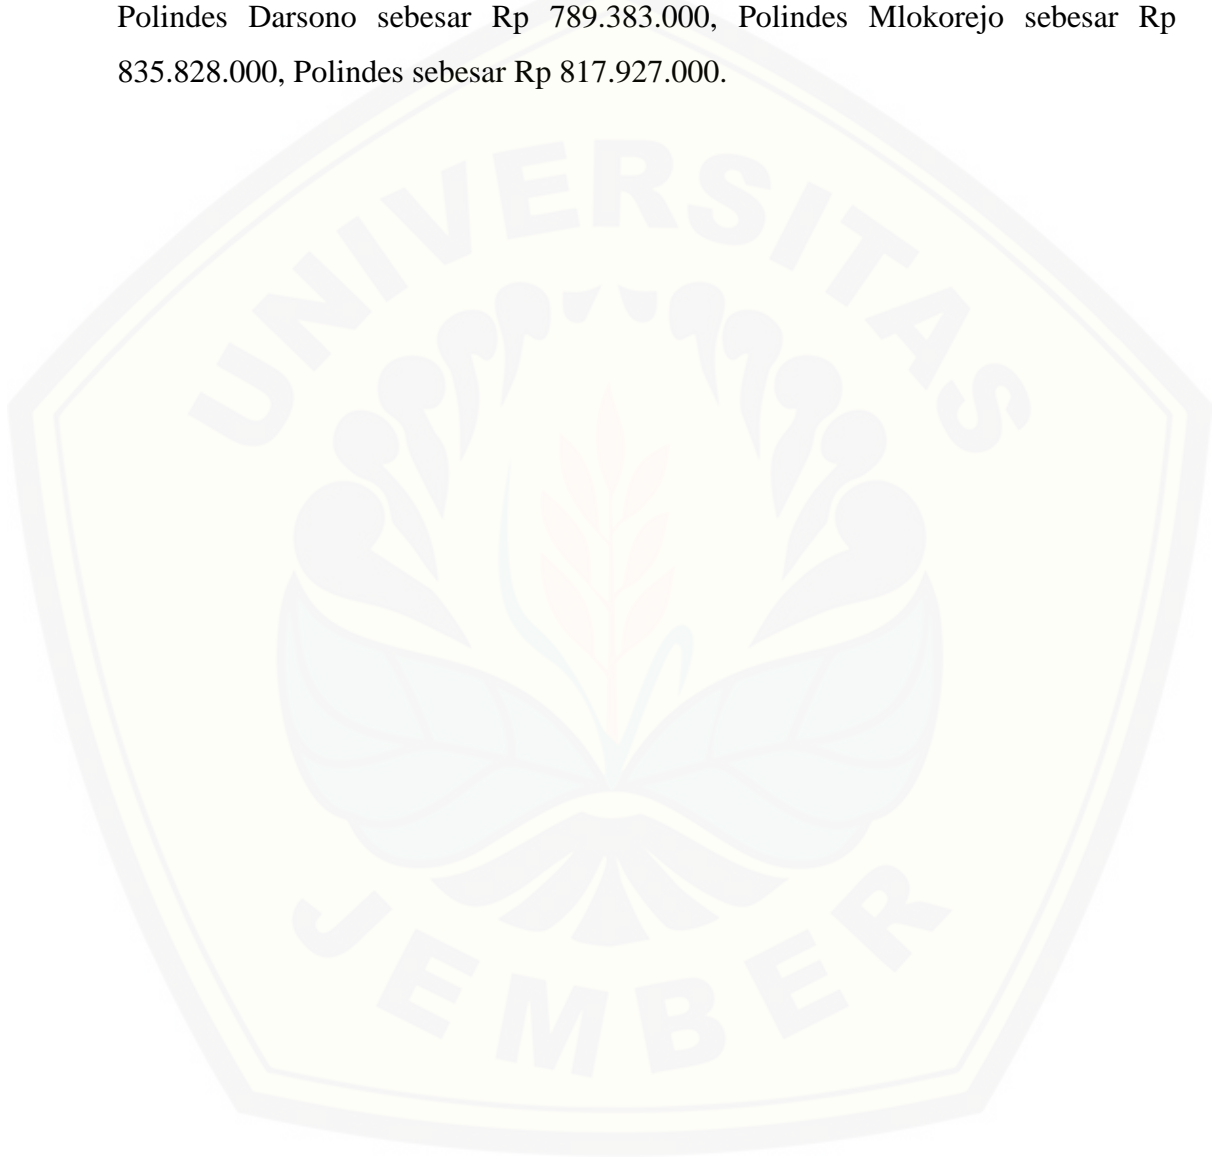 Polindes Darsono sebesar Rp 789.383.000, Polindes Mlokorejo sebesar Rp
835.828.000, Polindes sebesar Rp 817.927.000.
UNIVERSITAS
JEMBER